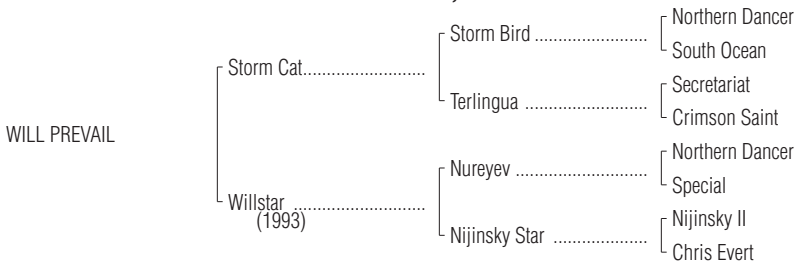 Northern Dancer
Storm Bird ........................
South Ocean
Storm Cat..........................
Secretariat
Terlingua ..........................
Crimson Saint
WILL PREVAIL
Northern Dancer
Nureyev ............................
Special
Willstar ............................
(1993)
Nijinsky II
Nijinsky Star ....................
Chris Evert